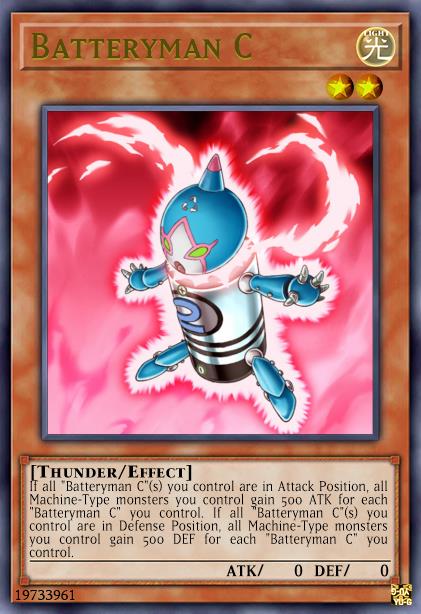 Batteryman C
LIGHT
光
2
[Thunder/Effect]
If all "Batteryman C"(s) you control are in Attack Position, all
Machine-Type monsters you control gain 500 ATK for each
"Batteryman C" you control. If all "Batteryman C"(s) you
control are in Defense Position, all Machine-Type monsters
you control gain 500 DEF for each "Batteryman C" you
control.
ATK/ 0 DEF/ 0
19733961